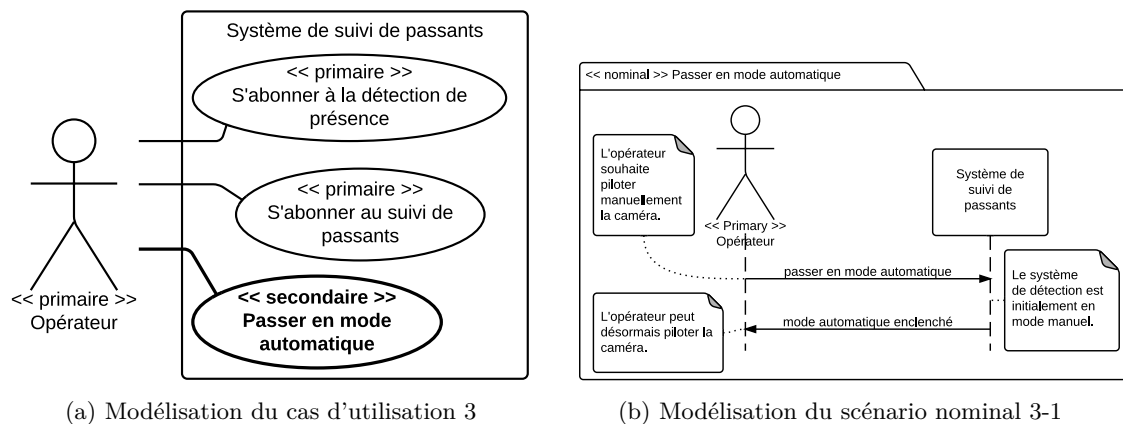 Système de suivi de passants
<< primaire >>
S'abonner à la détection de
présence
<< primaire >>
S'abonner au suivi de
passants
<< secondaire >>
Passer en mode
automatique
<< primaire >>
Opérateur
(a) Modélisation du cas d'utilisation 3
<< nominal >> Passer en mode automatique
L'opérateur
souhaite
piloter
manuellement
la caméra.
<< Primary >>
Opérateur
Système de
suivi de
passants
passer en mode automatique
Le système
de détection est
initialement en
mode manuel.
L'opérateur peut
désormais piloter la
caméra.
mode automatique enclenché
(b) Modélisation du scénario nominal 3-1